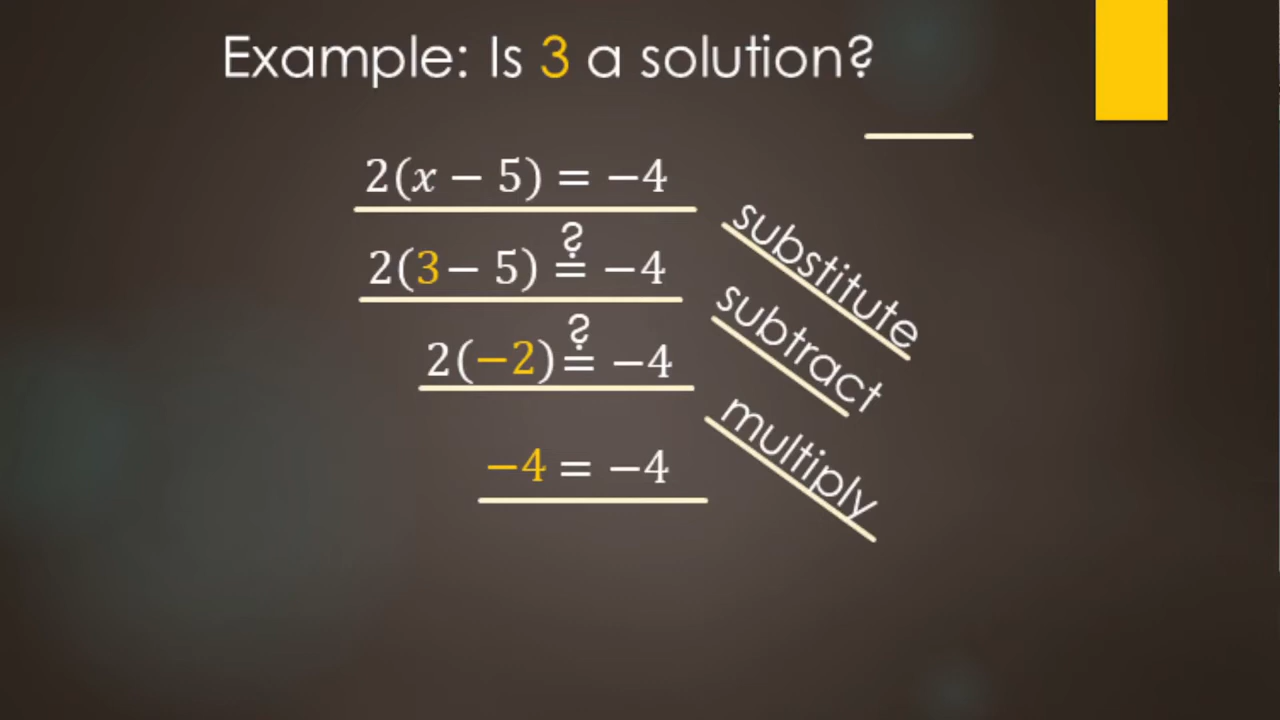 Example: Is 3 a solution?
2(x − 5) = −4
2(3 − 5) ≟ −4
substitute
2(−2) ≟ −4
subtract
−4 = −4
multiply